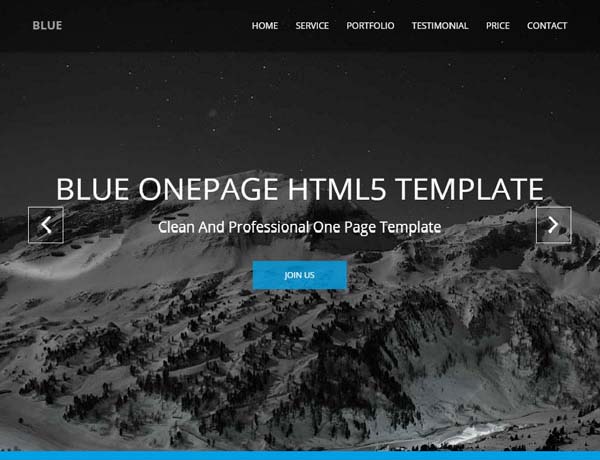 BLUE HOME SERVICE PORTFOLIO TESTIMONIAL PRICE CONTACT
BLUE ONEPAGE HTML5 TEMPLATE
Clean And Professional One Page Template
JOIN US